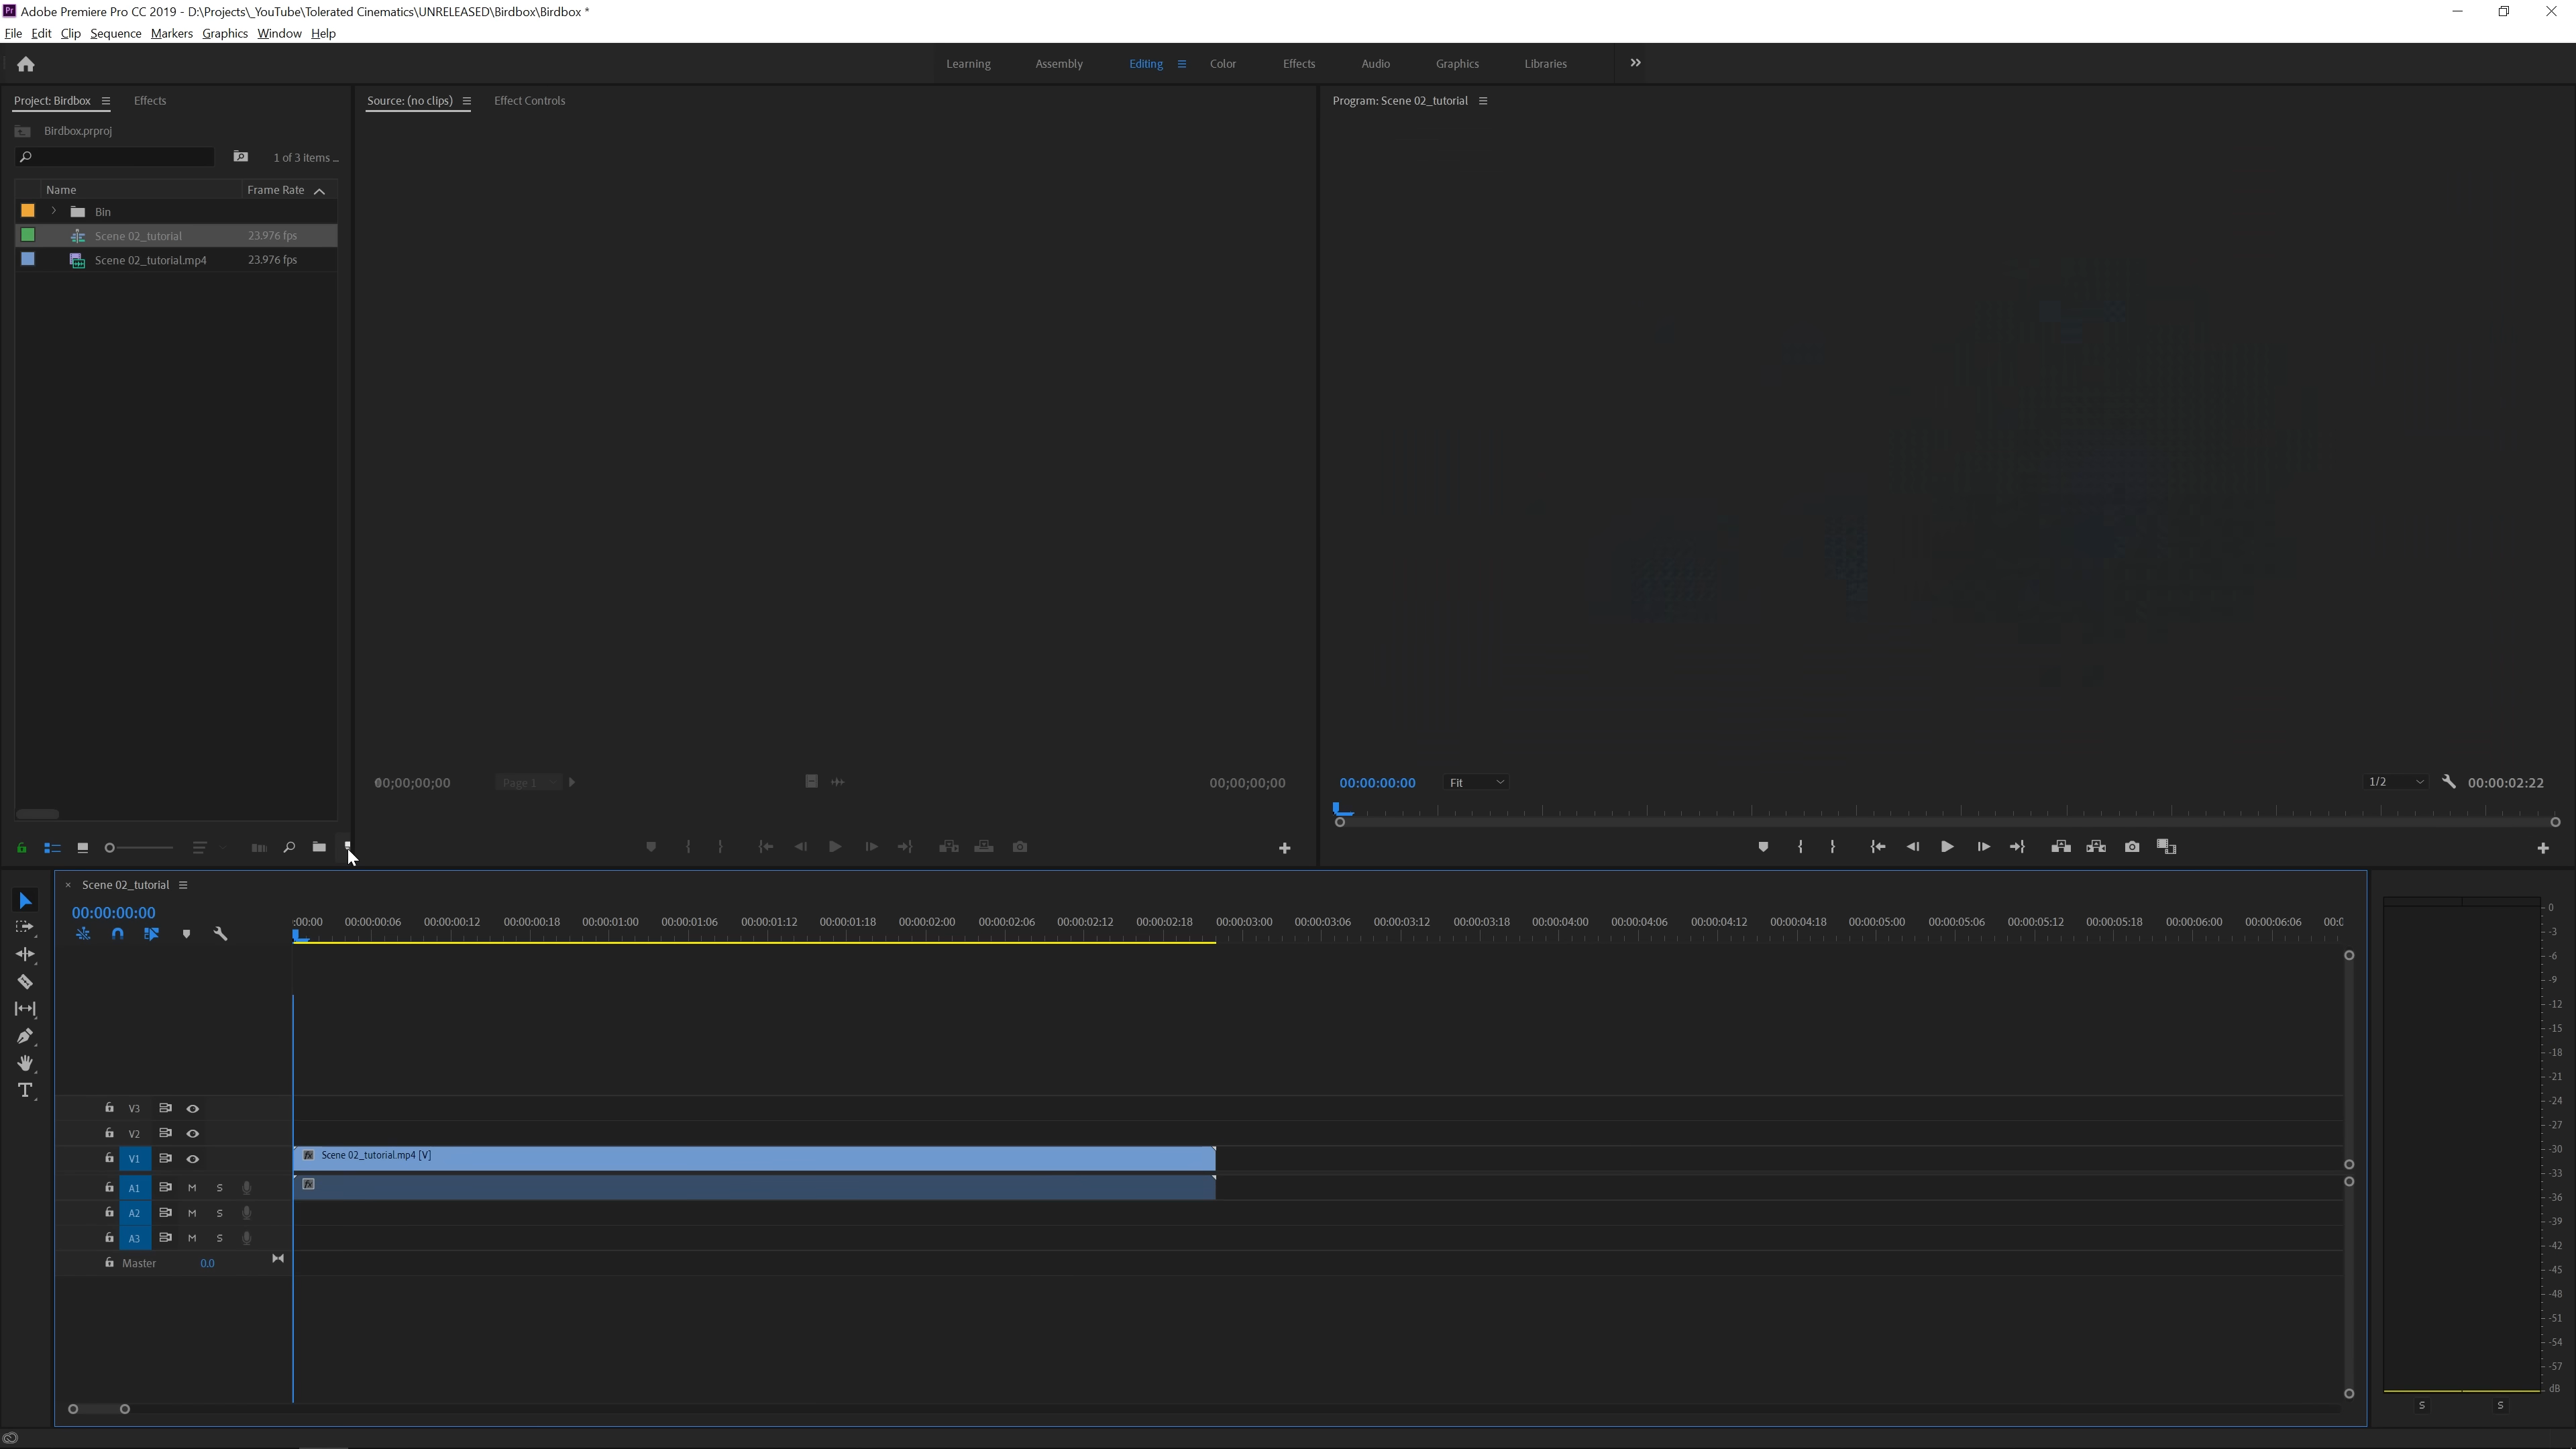 Adobe Premiere Pro CC 2019 - D:\Projects\_YouTube\Tolerated Cinematics\UNRELEASED\Birdbox\Birdbox *
File Edit Clip Sequence Markers Graphics Window Help
Learning Assembly Editing Color Effects Audio Graphics Libraries
Project: Birdbox Effects
Source: (no clips) Effect Controls
Program: Scene 02_tutorial
Birdbox.prproj
1 of 3 items ...
Name Frame Rate
Bin
Scene 02_tutorial 23.976 fps
Scene 02_tutorial.mp4 23.976 fps
00;00;00;00 Page 1 00;00;00;00
00:00:00:00 Fit 1/2 00:00:02:22
Scene 02_tutorial
00:00:00:00
:00:00 00:00:00:06 00:00:00:12 00:00:00:18 00:00:01:00 00:00:01:06 00:00:01:12 00:00:01:18 00:00:02:00 00:00:02:06 00:00:02:12 00:00:02:18 00:00:03:00 00:00:03:06 00:00:03:12 00:00:03:18 00:00:04:00 00:00:04:06 00:00:04:12 00:00:04:18 00:00:05:00 00:00:05:06 00:00:05:12 00:00:05:18 00:00:06:00 00:00:06:06 00:0
V3
V2
V1 fx Scene 02_tutorial.mp4 [V]
A1 M S fx
A2 M S
A3 M S
Master 0.0
0
-3
-6
-9
-12
-15
-18
-21
-24
-27
-30
-33
-36
-39
-42
-45
-48
-51
-54
-57
dB
S S